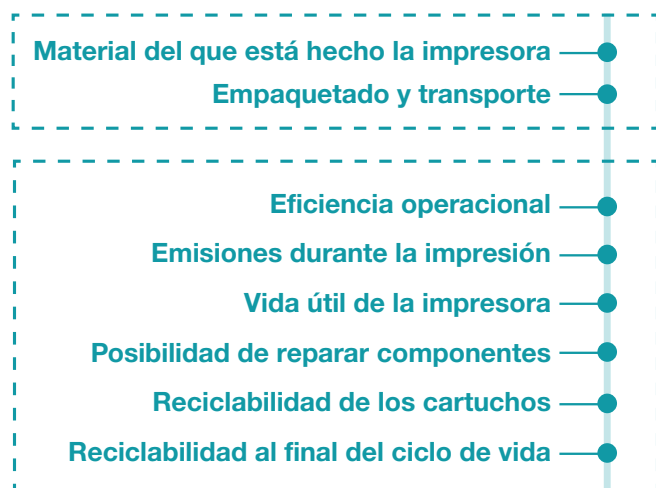 Material del que está hecho la impresora
Empaquetado y transporte
Eficiencia operacional
Emisiones durante la impresión
Vida útil de la impresora
Posibilidad de reparar componentes
Reciclabilidad de los cartuchos
Reciclabilidad al final del ciclo de vida